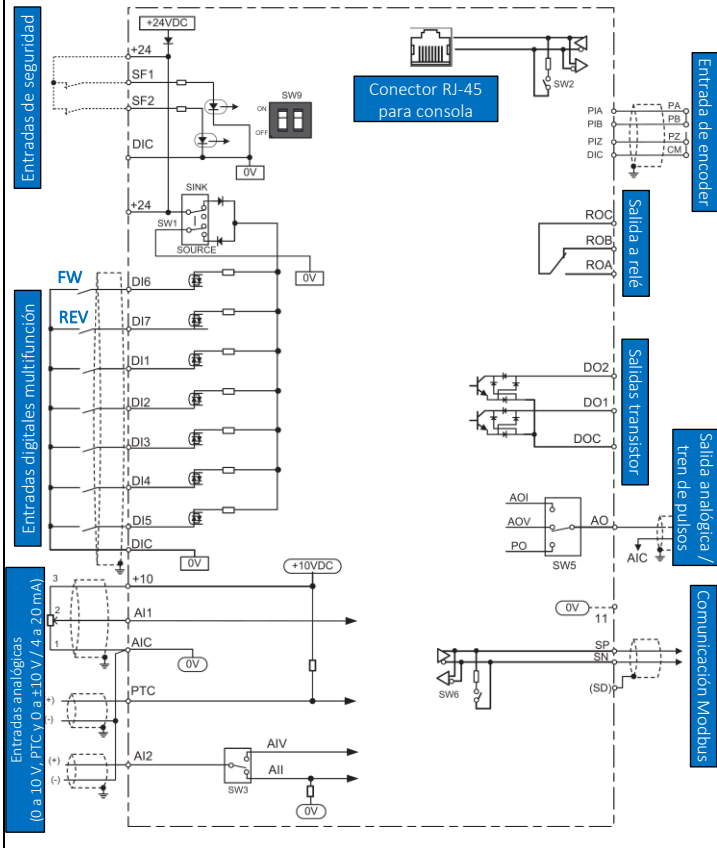 Entradas de seguridad
+24VDC
+24
SF1
SF2
DIC
ON
OFF
SW9
0V
Conector RJ-45
para consola
SW2
Entrada de encoder
PIA
PIB
PIZ
DIC
PA
PB
PZ
CM
+24
SINK
SW1
SOURCE
0V
ROC
ROB
ROA
Salida a relé
Entradas digitales multifunción
FW
REV
DI6
DI7
DI1
DI2
DI3
DI4
DI5
DIC
0V
DO2
DO1
DOC
Salidas transistor
AOI
AOV
PO
AO
SW5
AIC
Salida analógica /
tren de pulsos
Entradas analógicas
(0 a 10 V, PTC y 0 a ±10 V / 4 a 20 mA)
3
2
1
+10
+10VDC
AI1
AIC
0V
PTC
(+)
(-)
AI2
(+)
(-)
AIV
AII
SW3
0V
0V
11
SP
SN
(SD)
SW6
Comunicación Modbus